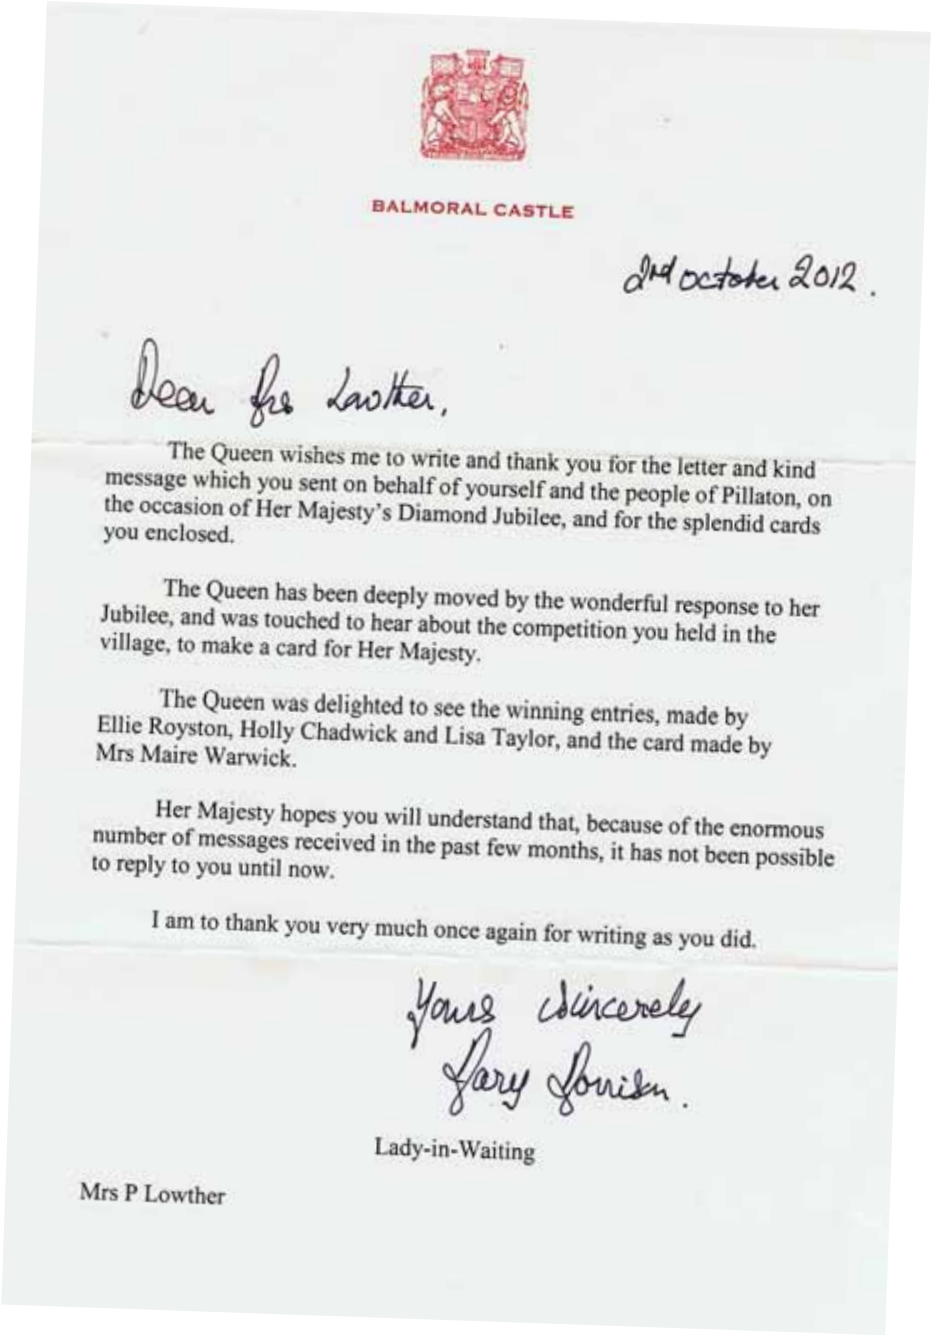 BALMORAL CASTLE
2nd October 2012.
Dear Mrs Lowther,
The Queen wishes me to write and thank you for the letter and kind
message which you sent on behalf of yourself and the people of Pillaton, on
the occasion of Her Majesty's Diamond Jubilee, and for the splendid cards
you enclosed.
The Queen has been deeply moved by the wonderful response to her
Jubilee, and was touched to hear about the competition you held in the
village, to make a card for Her Majesty.
The Queen was delighted to see the winning entries, made by
Ellie Royston, Holly Chadwick and Lisa Taylor, and the card made by
Mrs Maire Warwick.
Her Majesty hopes you will understand that, because of the enormous
number of messages received in the past few months, it has not been possible
to reply to you until now.
I am to thank you very much once again for writing as you did.
Yours sincerely
Mary Morrison.
Lady-in-Waiting
Mrs P Lowther